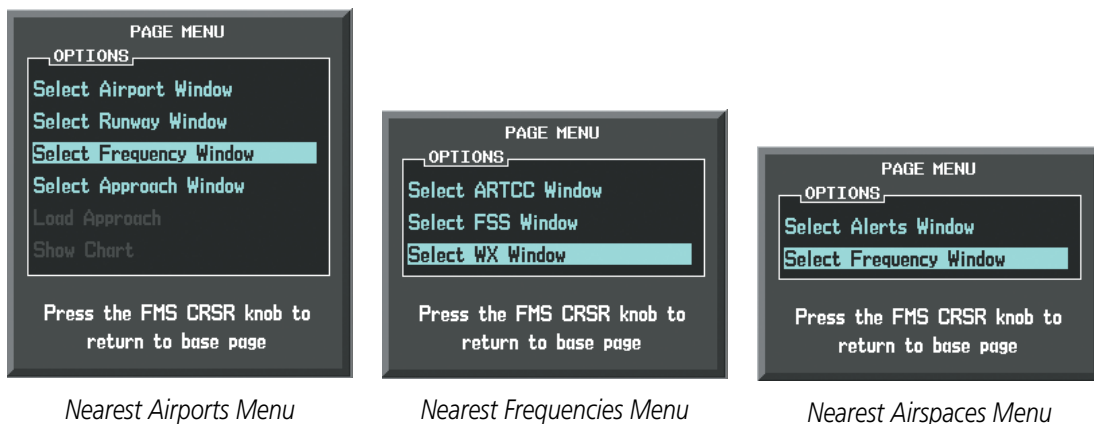 PAGE MENU
OPTIONS
Select Airport Window
Select Runway Window
Select Frequency Window
Select Approach Window
Load Approach
Show Chart
Press the FMS CRSR knob to
return to base page
Nearest Airports Menu
PAGE MENU
OPTIONS
Select ARTCC Window
Select FSS Window
Select WX Window
Press the FMS CRSR knob to
return to base page
Nearest Frequencies Menu
PAGE MENU
OPTIONS
Select Alerts Window
Select Frequency Window
Press the FMS CRSR knob to
return to base page
Nearest Airspaces Menu